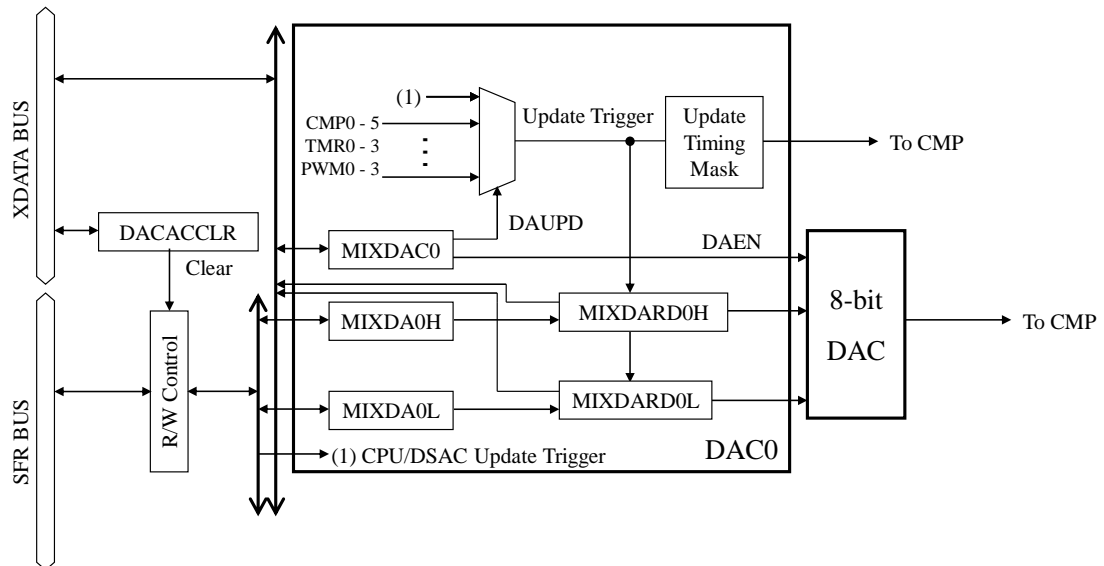 XDATA BUS
SFR BUS
DACACCLR
Clear
R/W Control
(1)
CMP0 - 5
TMR0 - 3
PWM0 - 3
Update Trigger
Update
Timing
Mask
To CMP
DAUPD
MIXDAC0
DAEN
MIXDA0H
MIXDARD0H
MIXDA0L
MIXDARD0L
(1) CPU/DSAC Update Trigger
DAC0
8-bit
DAC
To CMP